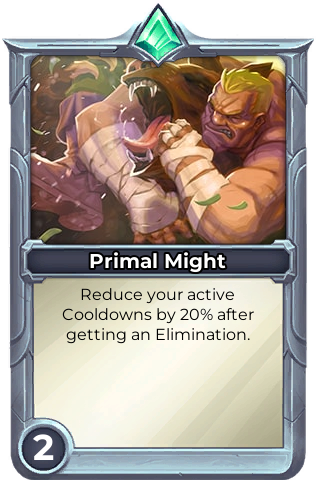 Primal Might
Reduce your active
Cooldowns by 20% after
getting an Elimination.
2